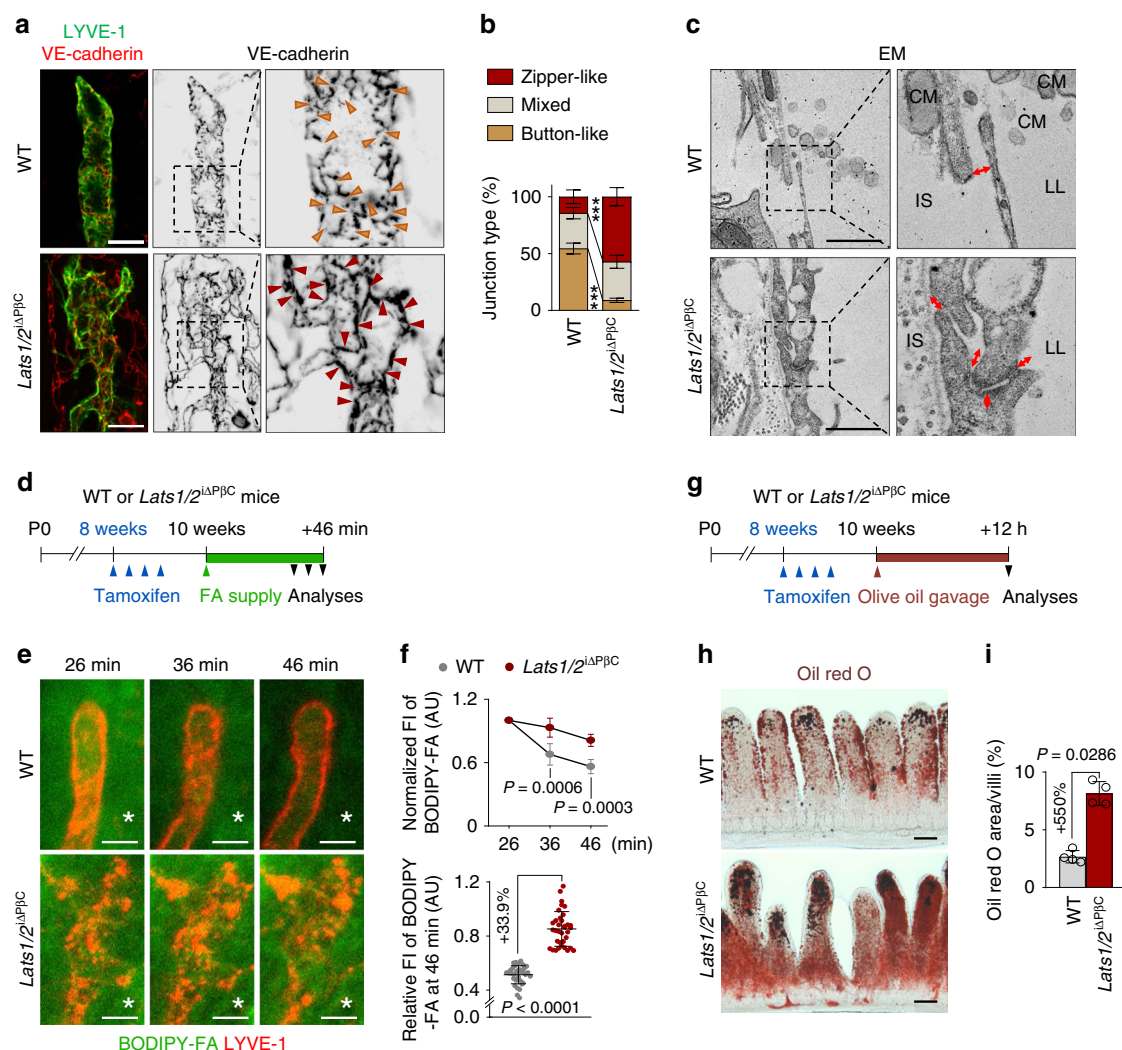 a
LYVE-1
VE-cadherin
VE-cadherin
WT
Lats1/2iΔPβC
b
Zipper-like
Mixed
Button-like
Junction type (%)
100
50
0
***
***
WT
Lats1/2iΔPβC
c
EM
WT
CM
CM
CM
IS
LL
Lats1/2iΔPβC
IS
LL
d
WT or Lats1/2iΔPβC mice
P0
8 weeks
10 weeks
+46 min
Tamoxifen
FA supply
Analyses
g
WT or Lats1/2iΔPβC mice
P0
8 weeks
10 weeks
+12 h
Tamoxifen
Olive oil gavage
Analyses
e
26 min
36 min
46 min
WT
*
*
*
Lats1/2iΔPβC
*
*
*
BODIPY-FA LYVE-1
f
WT
Lats1/2iΔPβC
Normalized FI of
BODIPY-FA (AU)
1.2
0.6
0
P = 0.0006
P = 0.0003
26
36
46
(min)
Relative FI of BODIPY
-FA at 46 min (AU)
1.2
0.8
0.4
0.0
+33.9%
P < 0.0001
h
Oil red O
WT
Lats1/2iΔPβC
i
Oil red O area/villi (%)
P = 0.0286
10
5
0
+550%
WT
Lats1/2iΔPβC